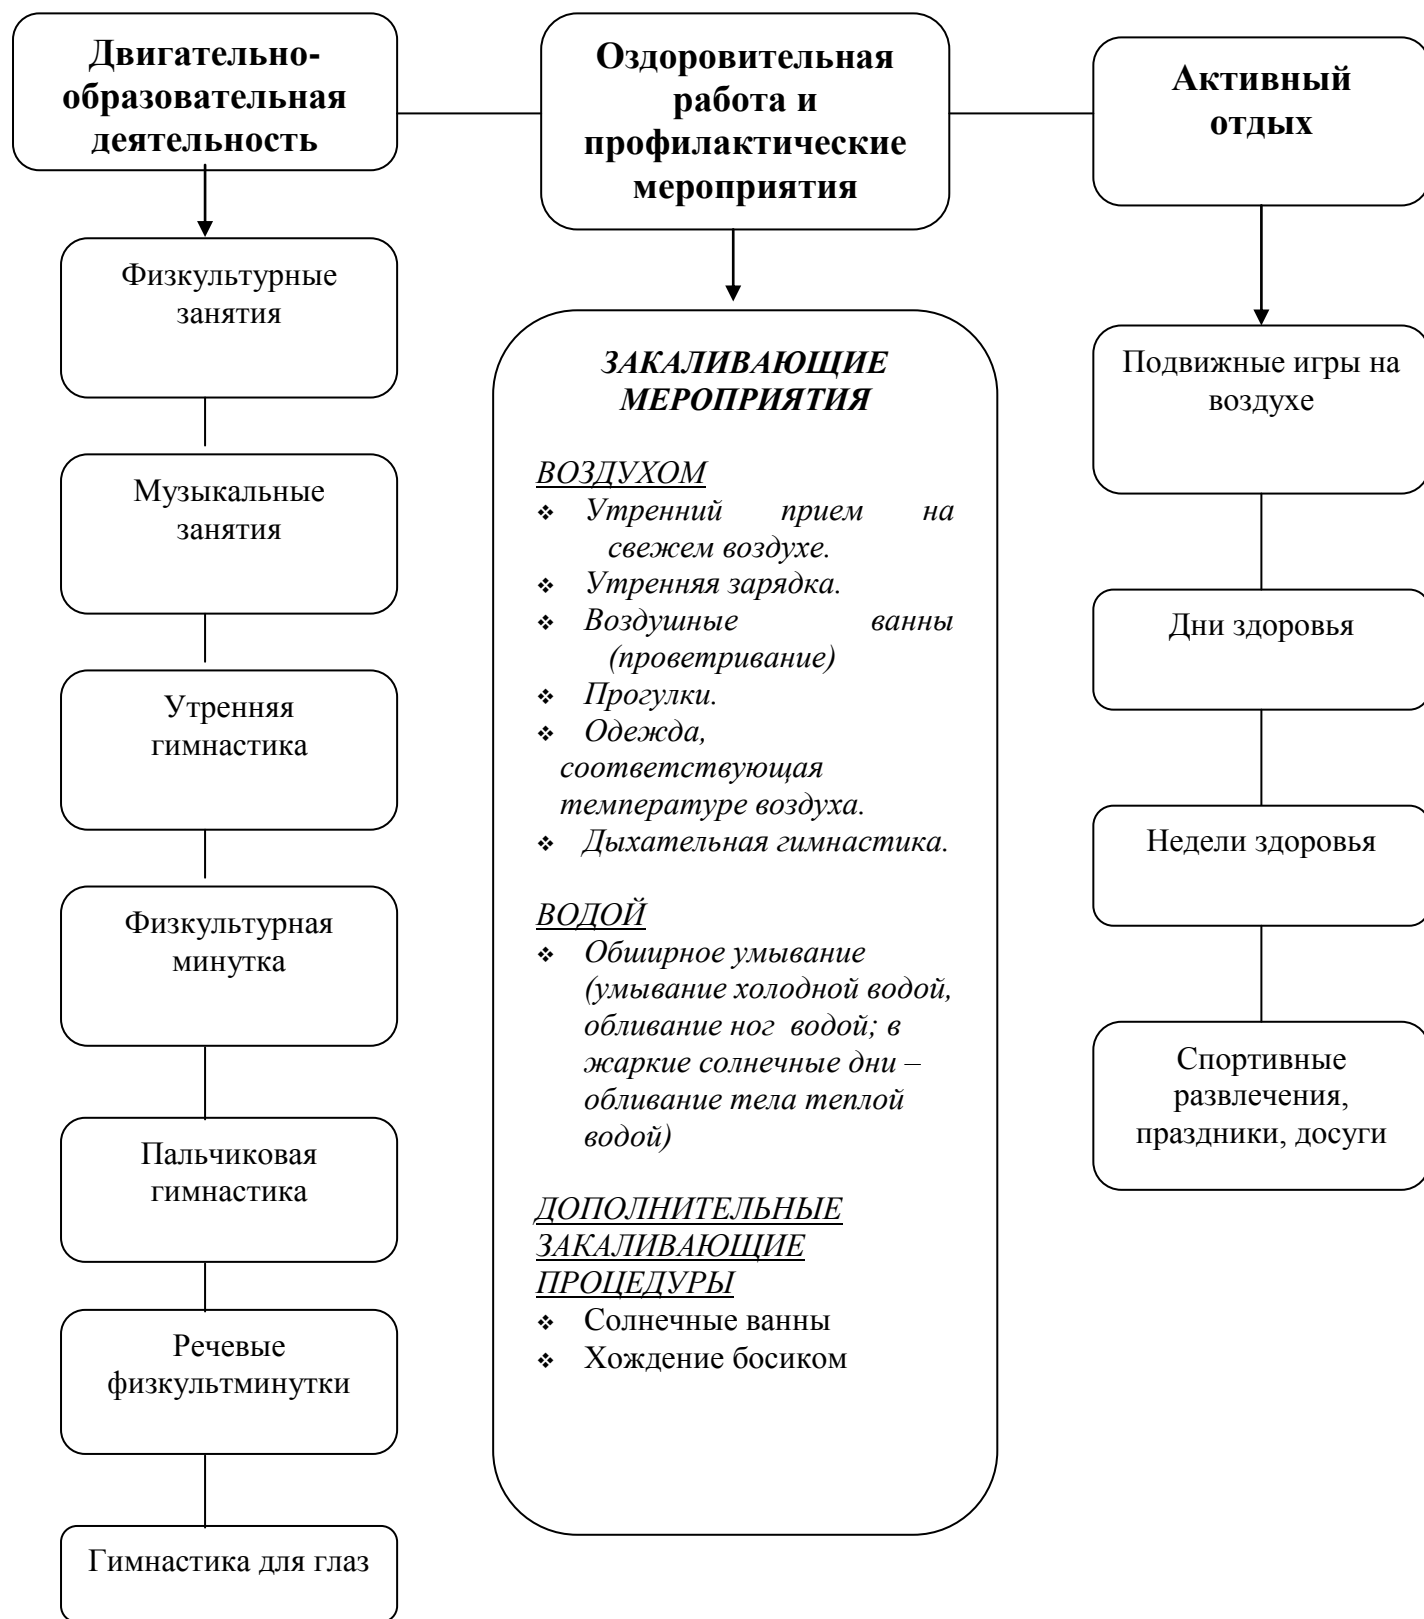 Двигательно-
образовательная
деятельность
Физкультурные
занятия
Музыкальные
занятия
Утренняя
гимнастика
Физкультурная
минутка
Пальчиковая
гимнастика
Речевые
физкультминутки
Гимнастика для глаз
Оздоровительная
работа и
профилактические
мероприятия
ЗАКАЛИВАЮЩИЕ
МЕРОПРИЯТИЯ
ВОЗДУХОМ
❖ Утренний прием на
свежем воздухе.
❖ Утренняя зарядка.
❖ Воздушные ванны
(проветривание)
❖ Прогулки.
❖ Одежда,
соответствующая
температуре воздуха.
❖ Дыхательная гимнастика.
ВОДОЙ
❖ Обширное умывание
(умывание холодной водой,
обливание ног водой; в
жаркие солнечные дни –
обливание тела теплой
водой)
ДОПОЛНИТЕЛЬНЫЕ
ЗАКАЛИВАЮЩИЕ
ПРОЦЕДУРЫ
❖ Солнечные ванны
❖ Хождение босиком
Активный
отдых
Подвижные игры на
воздухе
Дни здоровья
Недели здоровья
Спортивные
развлечения,
праздники, досуги